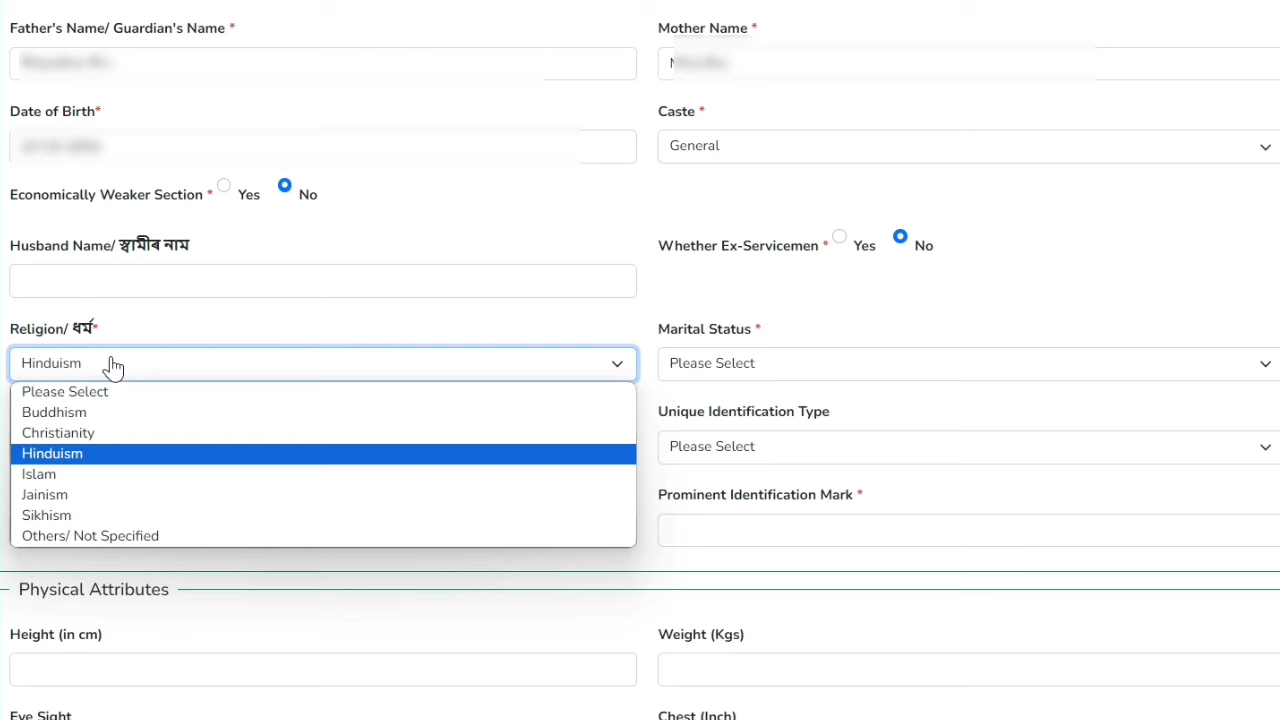 Father's Name/ Guardian's Name *
Mother Name *
Date of Birth*
Caste *
General
Economically Weaker Section * Yes No
Husband Name/ স্বামীৰ নাম
Whether Ex-Servicemen * Yes No
Religion/ ধৰ্ম*
Marital Status *
Hinduism
Please Select
Please Select
Buddhism
Christianity
Hinduism
Islam
Jainism
Sikhism
Others/ Not Specified
Unique Identification Type
Please Select
Prominent Identification Mark *
Physical Attributes
Height (in cm)
Weight (Kgs)
Eye Sight
Chest (Inch)